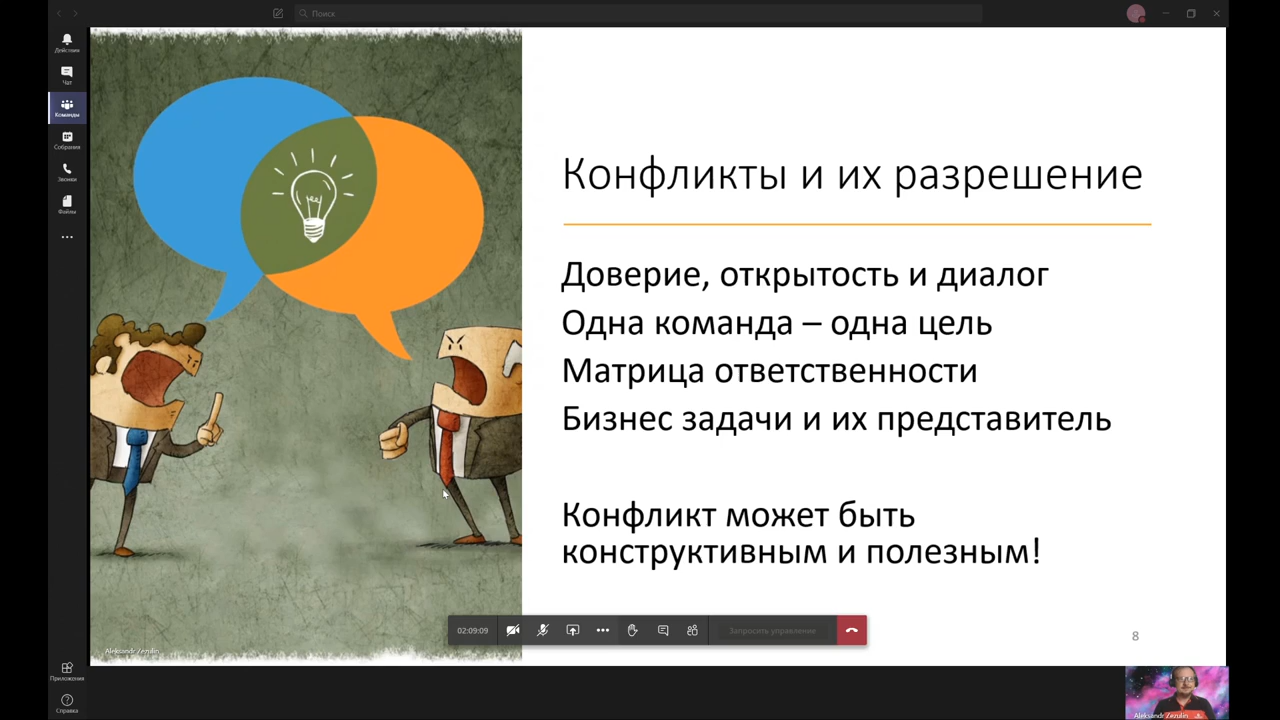 Поиск
Действия
Чат
Команды
Собрания
Звонки
Файлы
Конфликты и их разрешение
Доверие, открытость и диалог
Одна команда – одна цель
Матрица ответственности
Бизнес задачи и их представитель
Конфликт может быть
конструктивным и полезным!
02:09:09
Запросить управление
8
Aleksandr Zezulin
Приложения
Справка
Aleksandr Zezulin